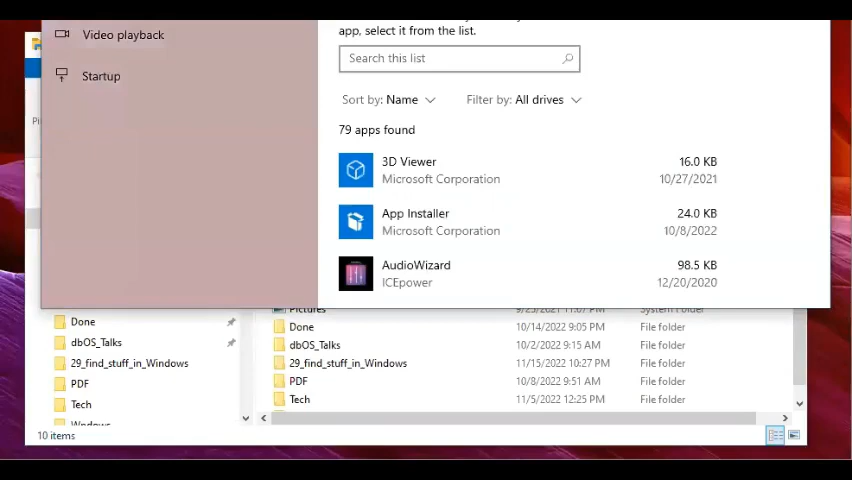 Video playback
Startup
app, select it from the list.
Search this list
Sort by: Name
Filter by: All drives
79 apps found
3D Viewer 16.0 KB
Microsoft Corporation 10/27/2021
App Installer 24.0 KB
Microsoft Corporation 10/8/2022
AudioWizard 98.5 KB
ICEpower 12/20/2020
Done
dbOS_Talks
29_find_stuff_in_Windows
PDF
Tech
Windows
Pictures 9/25/2021 11:07 PM System Folder
Done 10/14/2022 9:05 PM File folder
dbOS_Talks 10/2/2022 9:15 AM File folder
29_find_stuff_in_Windows 11/15/2022 10:27 PM File folder
PDF 10/8/2022 9:51 AM File folder
Tech 11/5/2022 12:25 PM File folder
10 items